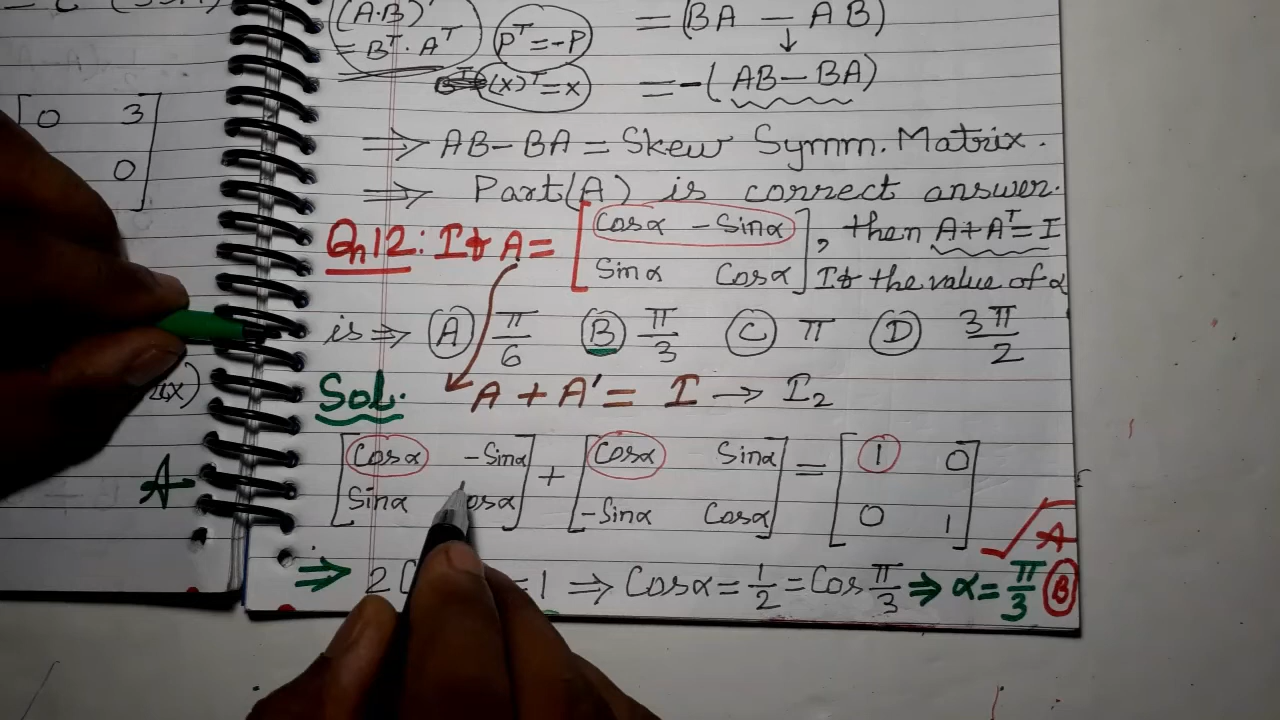 (A·B)'
= Bᵀ·Aᵀ
Pᵀ=-P
= (BA - AB)
↓
(x)ᵀ=x
= -(AB-BA)
0 3
0
⇒ AB-BA = Skew Symm. Matrix.
⇒ Part(A) is correct answer.
Qn12: If A = [Cosα -Sinα], then A+Aᵀ=I
[Sinα Cosα] If the value of α
is ⇒ (A) π/6 (B) π/3 (C) π (D) 3π/2
Sol. A + A' = I → I₂
[Cosα -Sinα] + [Cosα Sinα] = [1 0]
[Sinα Cosα] [-Sinα Cosα] [0 1]
A
A
⇒ 2C =1 ⇒ Cosα = 1/2 = Cos π/3 ⇒ α = π/3 (B)